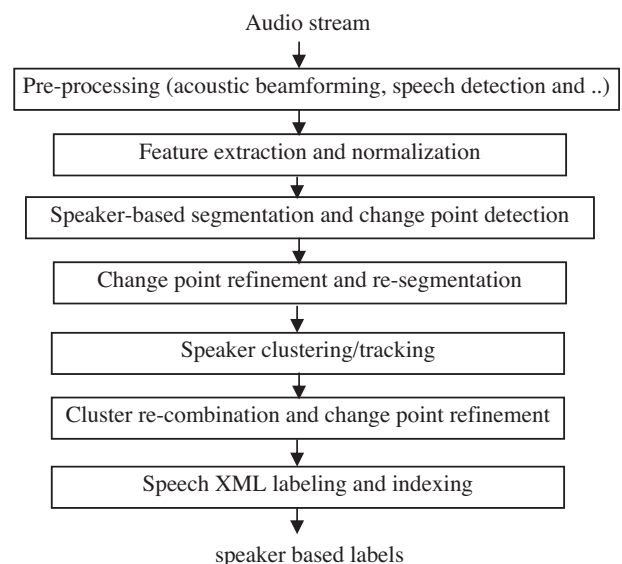 Audio stream
Pre-processing (acoustic beamforming, speech detection and ..)
Feature extraction and normalization
Speaker-based segmentation and change point detection
Change point refinement and re-segmentation
Speaker clustering/tracking
Cluster re-combination and change point refinement
Speech XML labeling and indexing
speaker based labels